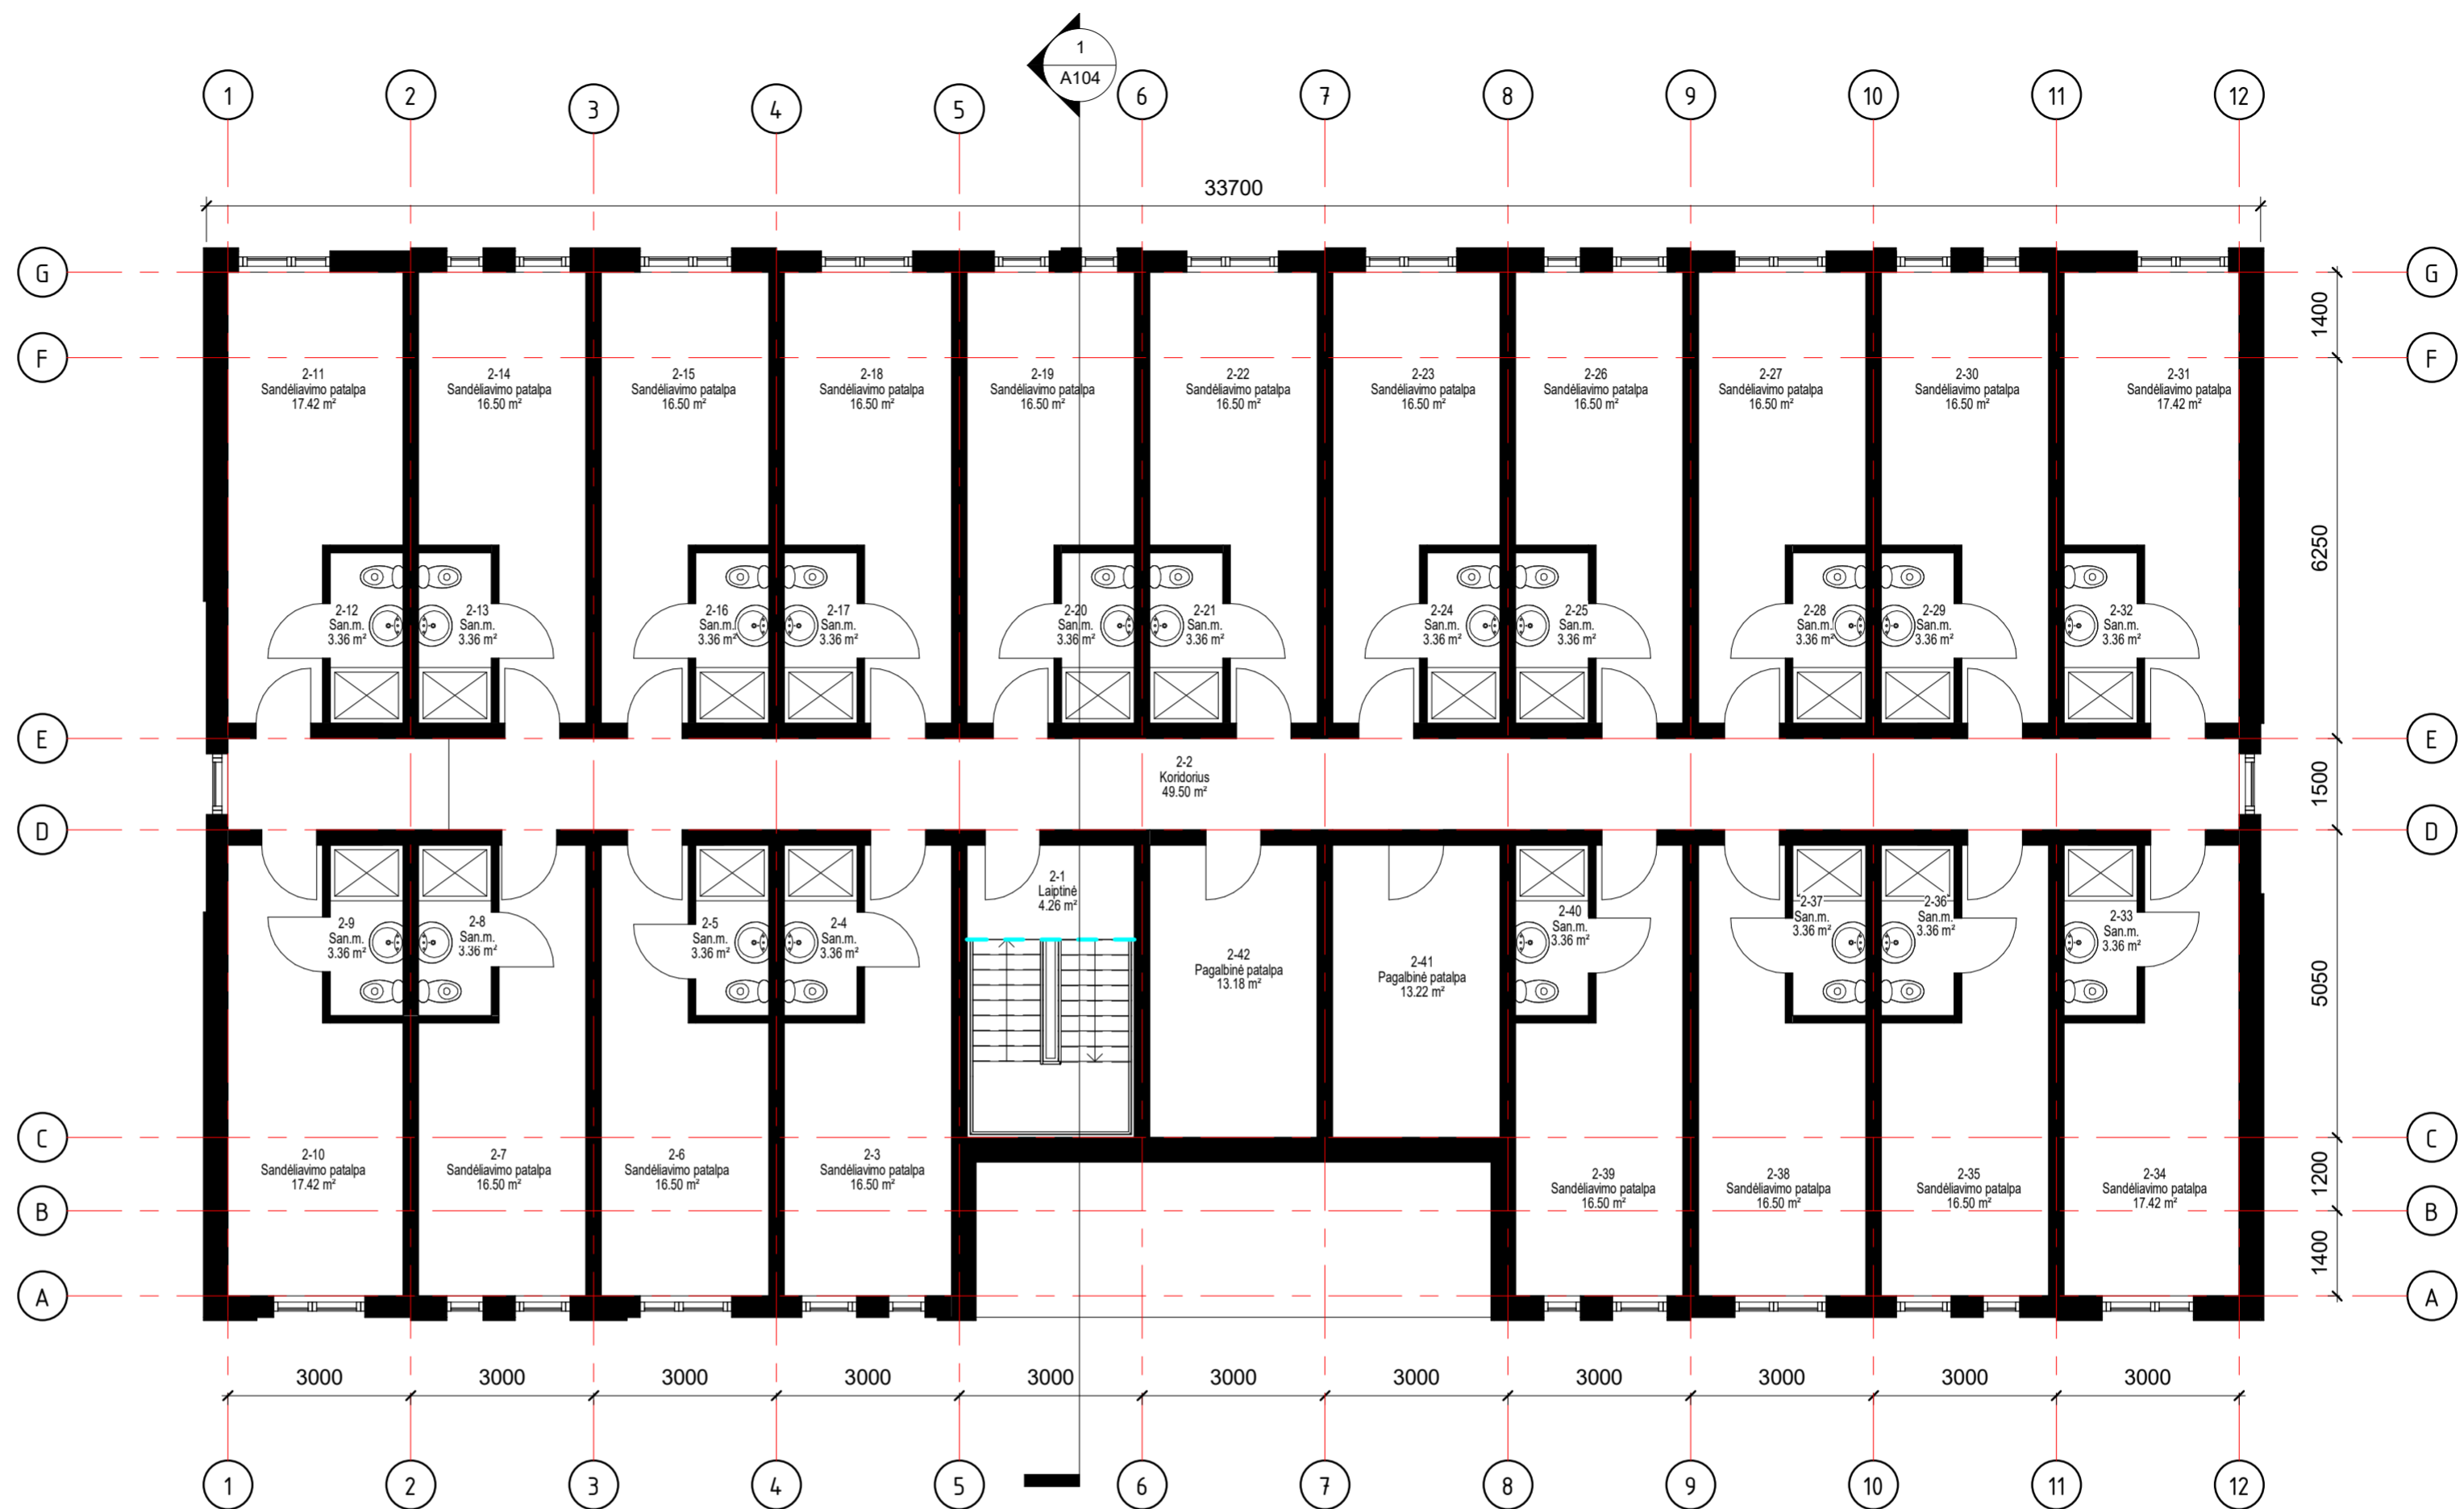 1
A104
1
2
3
4
5
6
7
8
9
10
11
12
33700
G
G
1400
F
F
2-11
Sandėliavimo patalpa
17.42 m²
2-14
Sandėliavimo patalpa
16.50 m²
2-15
Sandėliavimo patalpa
16.50 m²
2-18
Sandėliavimo patalpa
16.50 m²
2-19
Sandėliavimo patalpa
16.50 m²
2-22
Sandėliavimo patalpa
16.50 m²
2-23
Sandėliavimo patalpa
16.50 m²
2-26
Sandėliavimo patalpa
16.50 m²
2-27
Sandėliavimo patalpa
16.50 m²
2-30
Sandėliavimo patalpa
16.50 m²
2-31
Sandėliavimo patalpa
17.42 m²
6250
2-12
San.m.
3.36 m²
2-13
San.m.
3.36 m²
2-16
San.m.
3.36 m²
2-17
San.m.
3.36 m²
2-20
San.m.
3.36 m²
2-21
San.m.
3.36 m²
2-24
San.m.
3.36 m²
2-25
San.m.
3.36 m²
2-28
San.m.
3.36 m²
2-29
San.m.
3.36 m²
2-32
San.m.
3.36 m²
E
E
2-2
Koridorius
49.50 m²
1500
D
D
2-9
San.m.
3.36 m²
2-8
San.m.
3.36 m²
2-5
San.m.
3.36 m²
2-4
San.m.
3.36 m²
2-1
Laiptinė
4.26 m²
2-42
Pagalbinė patalpa
13.18 m²
2-41
Pagalbinė patalpa
13.22 m²
2-40
San.m.
3.36 m²
2-37
San.m.
3.36 m²
2-36
San.m.
3.36 m²
2-33
San.m.
3.36 m²
5050
C
C
2-10
Sandėliavimo patalpa
17.42 m²
2-7
Sandėliavimo patalpa
16.50 m²
2-6
Sandėliavimo patalpa
16.50 m²
2-3
Sandėliavimo patalpa
16.50 m²
2-39
Sandėliavimo patalpa
16.50 m²
2-38
Sandėliavimo patalpa
16.50 m²
2-35
Sandėliavimo patalpa
16.50 m²
2-34
Sandėliavimo patalpa
17.42 m²
1200
B
B
1400
A
A
3000
3000
3000
3000
3000
3000
3000
3000
3000
3000
3000
1
2
3
4
5
6
7
8
9
10
11
12